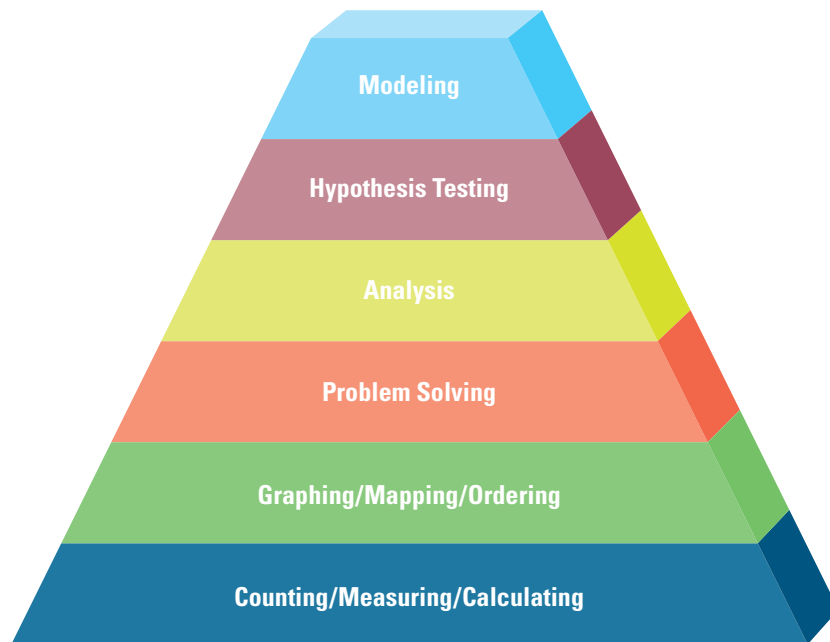 Modeling
Hypothesis Testing
Analysis
Problem Solving
Graphing/Mapping/Ordering
Counting/Measuring/Calculating